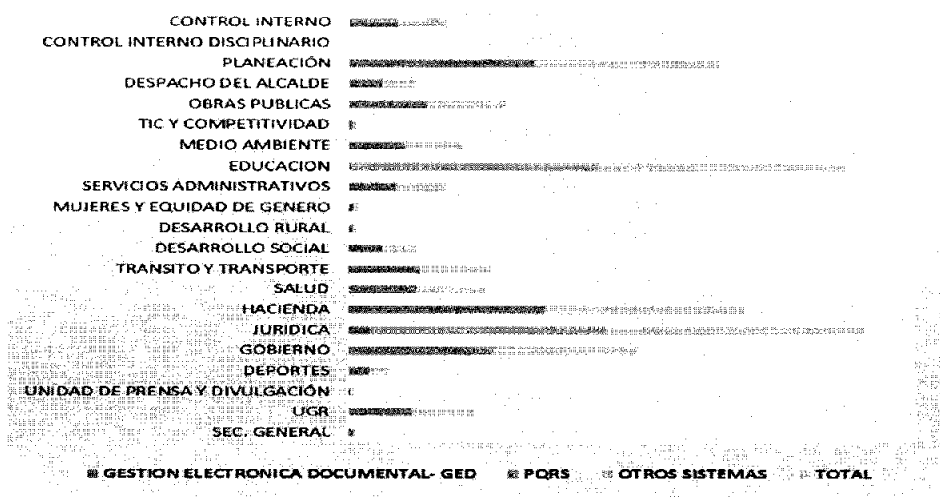 CONTROL INTERNO
CONTROL INTERNO DISCIPLINARIO
PLANEACIÓN
DESPACHO DEL ALCALDE
OBRAS PUBLICAS
TIC Y COMPETITIVIDAD
MEDIO AMBIENTE
EDUCACION
SERVICIOS ADMINISTRATIVOS
MUJERES Y EQUIDAD DE GENERO
DESARROLLO RURAL
DESARROLLO SOCIAL
TRANSITO Y TRANSPORTE
SALUD
HACIENDA
JURIDICA
GOBIERNO
DEPORTES
UNIDAD DE PRENSA Y DIVULGACIÓN
UGR
SEC. GENERAL
GESTION ELECTRONICA DOCUMENTAL- GED PQRS OTROS SISTEMAS TOTAL